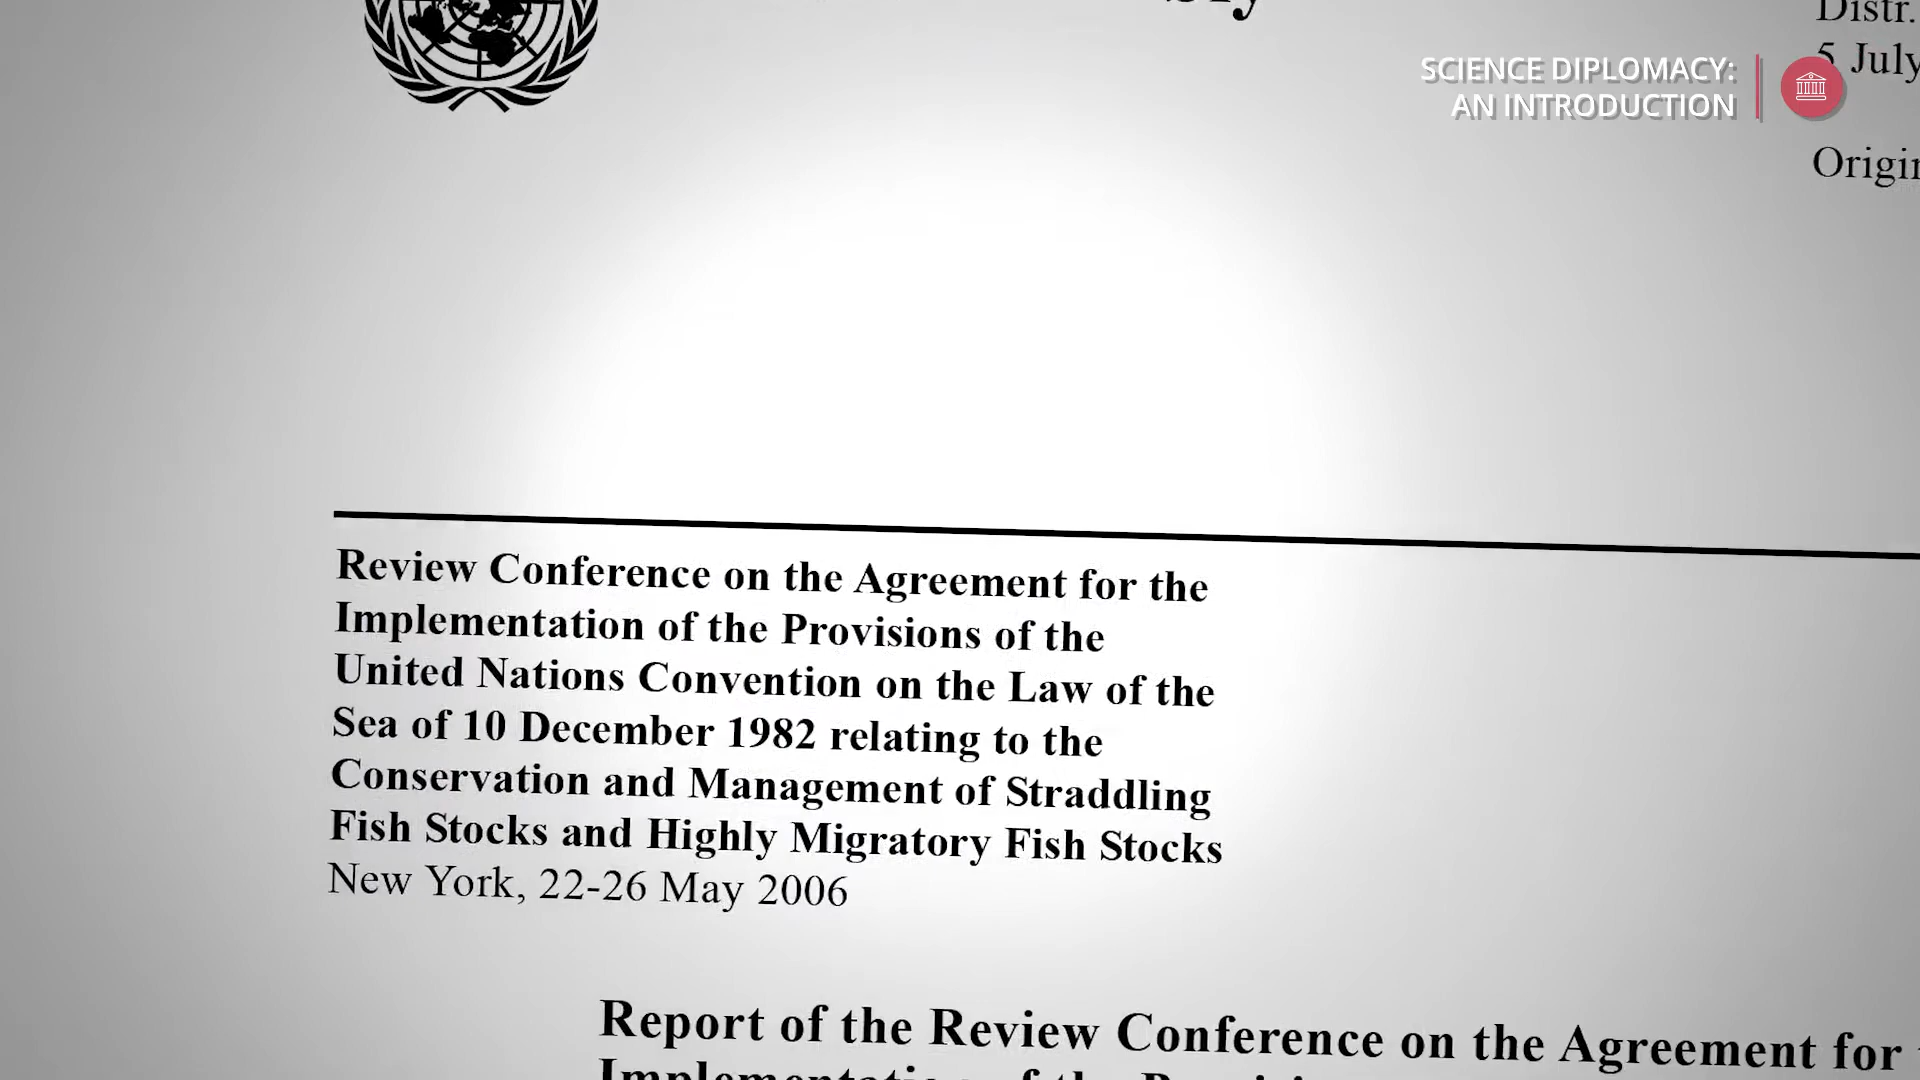 Distr.
5 July
SCIENCE DIPLOMACY:
AN INTRODUCTION
Review Conference on the Agreement for the
Implementation of the Provisions of the
United Nations Convention on the Law of the
Sea of 10 December 1982 relating to the
Conservation and Management of Straddling
Fish Stocks and Highly Migratory Fish Stocks
New York, 22-26 May 2006
Report of the Review Conference on the Agreement for